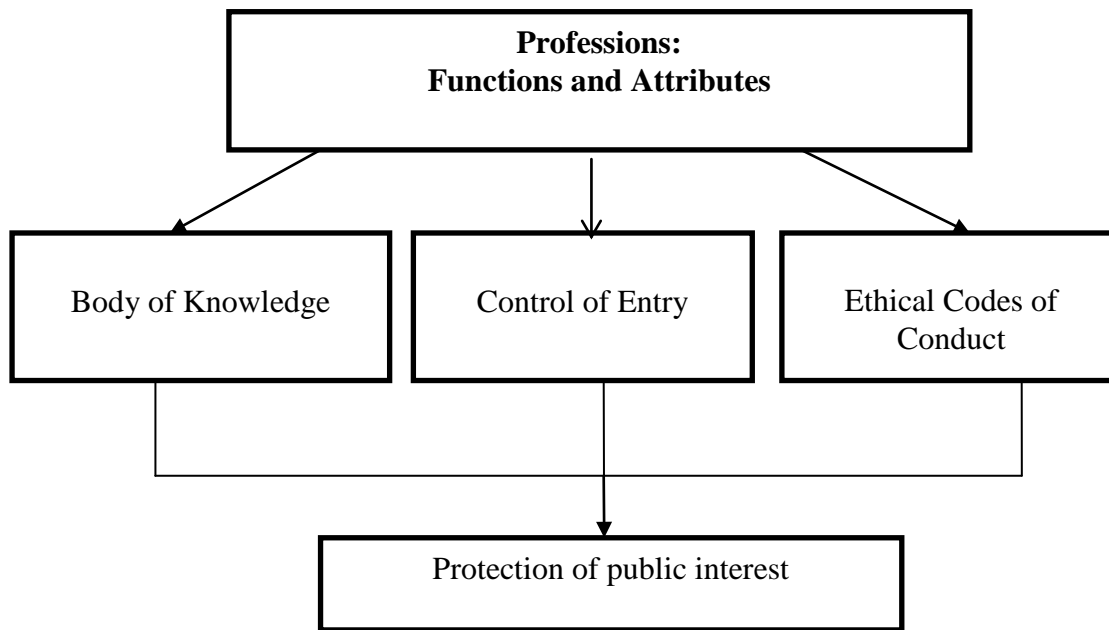 Professions:
Functions and Attributes
Body of Knowledge
Control of Entry
Ethical Codes of
Conduct
Protection of public interest